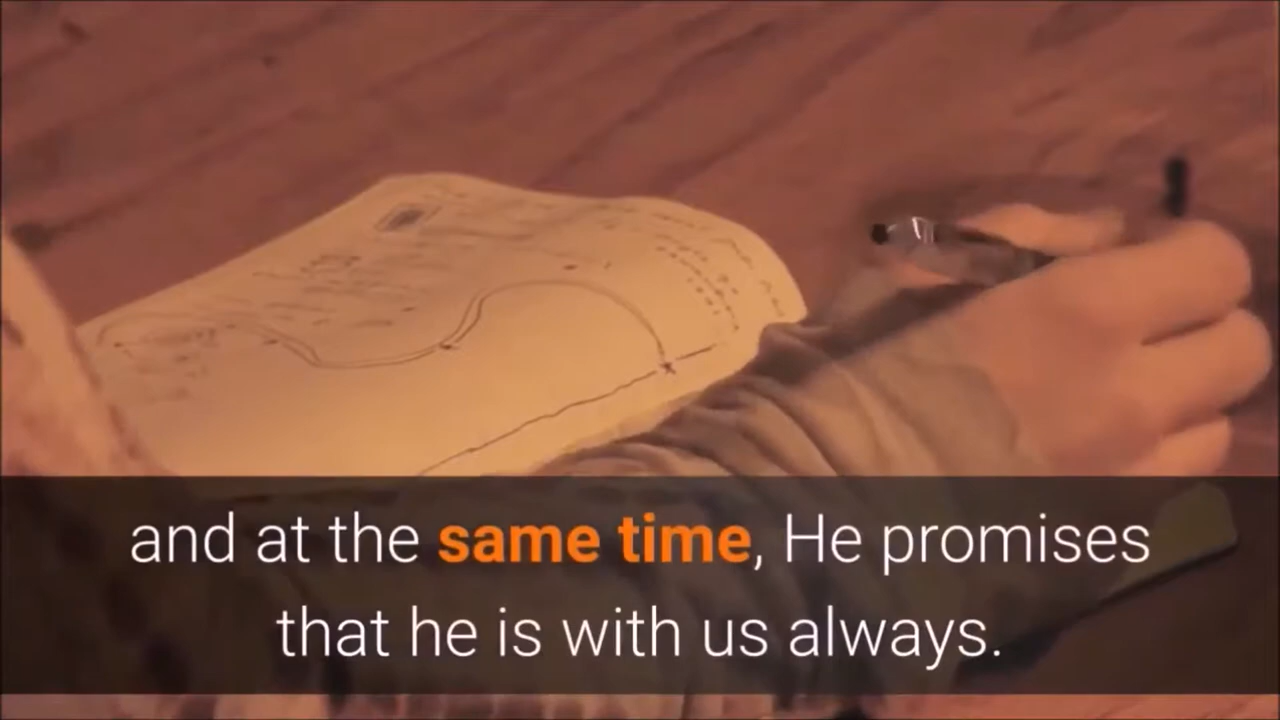 and at the same time, He promises
that he is with us always.